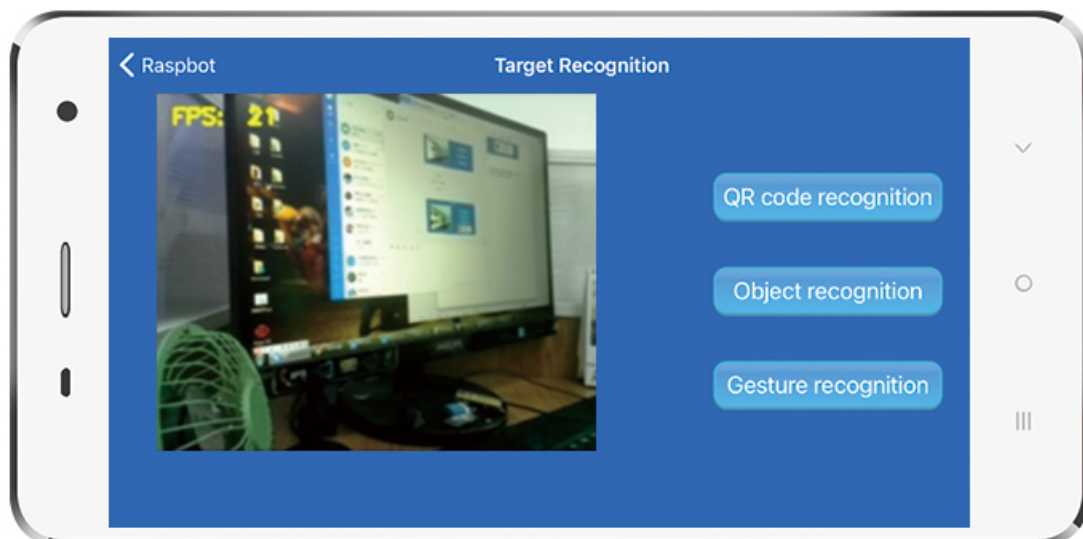 Raspbot
Target Recognition
FPS: 21
QR code recognition
Object recognition
Gesture recognition